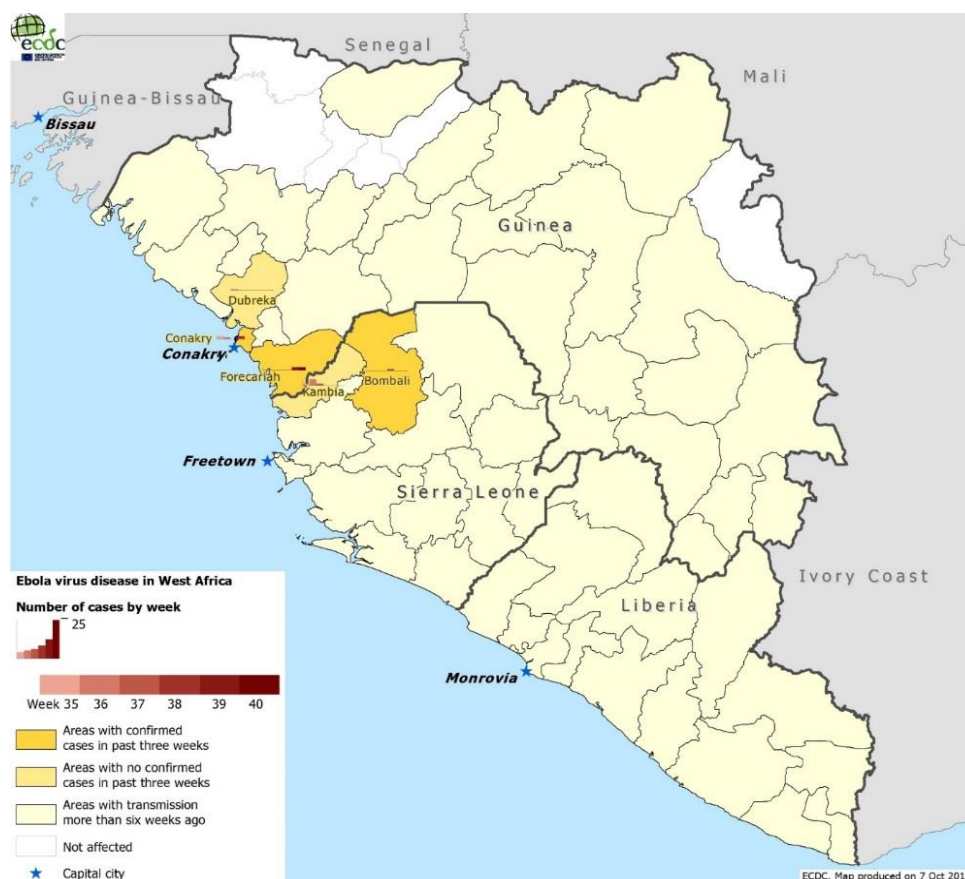 ecdc
Senegal
Mali
Guinea-Bissau
Bissau
Guinea
Dubreka
Conakry
Conakry
Forecariah
Kambia
Bombali
Freetown
Sierra Leone
Ivory Coast
Liberia
Monrovia
Ebola virus disease in West Africa
Number of cases by week
25
Week 35 36 37 38 39 40
Areas with confirmed
cases in past three weeks
Areas with no confirmed
cases in past three weeks
Areas with transmission
more than six weeks ago
Not affected
Capital city
ECDC. Map produced on 7 Oct 201